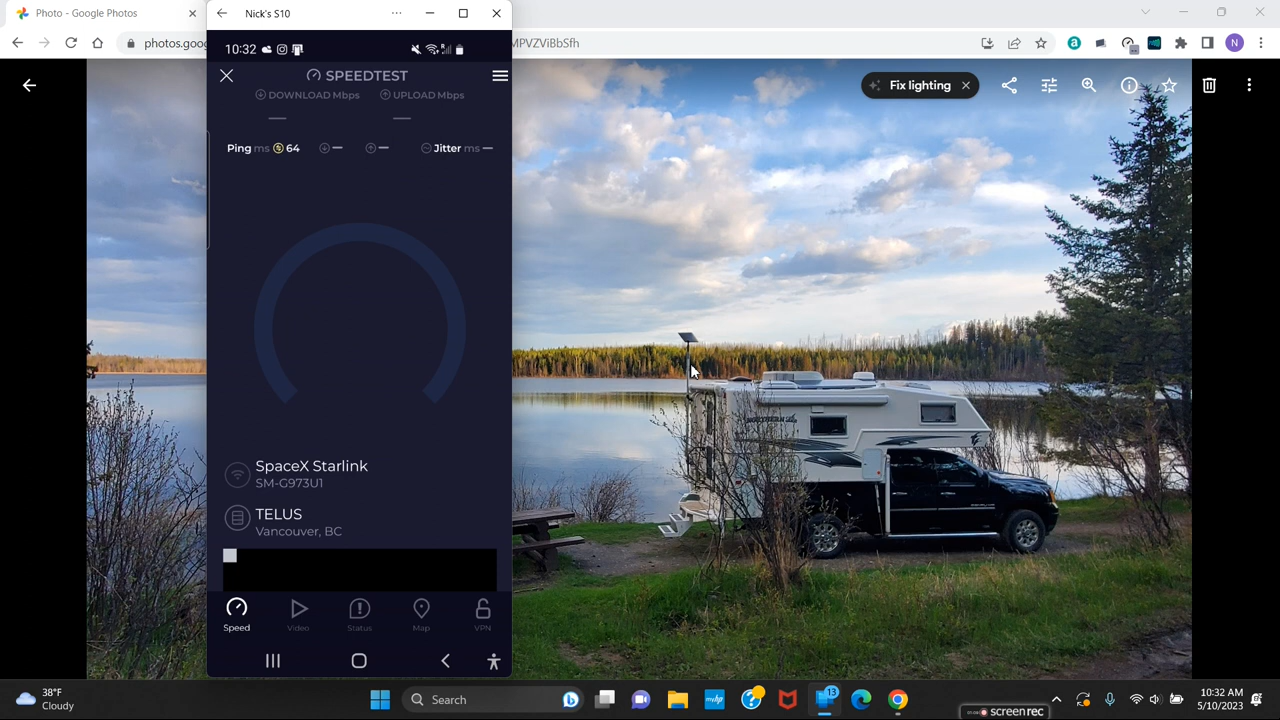 Photo - Google Photos
Nick's S10
photos.goog
MPVZViBbSfh
N
10:32
SPEEDTEST
DOWNLOAD Mbps
UPLOAD Mbps
Ping ms 64
Jitter ms
Fix lighting
SpaceX Starlink
SM-G973U1
TELUS
Vancouver, BC
Speed
Video
Status
Map
VPN
38°F
Cloudy
Search
13
10:32 AM
5/10/2023
screenrec